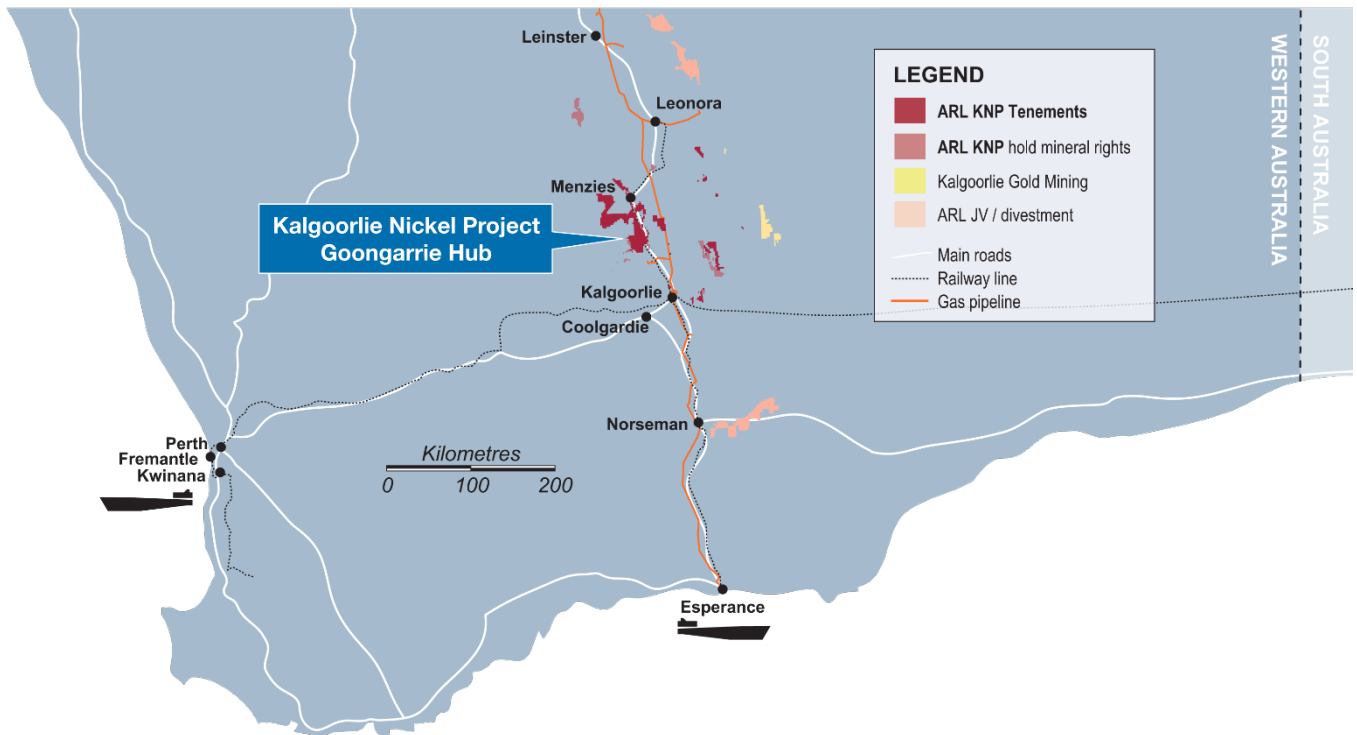 Leinster
Leonora
Menzies
Kalgoorlie Nickel Project
Goongarrie Hub
Kalgoorlie
Coolgardie
Norseman
Perth
Fremantle
Kwinana
Kilometres
0 100 200
Esperance
LEGEND
ARL KNP Tenements
ARL KNP hold mineral rights
Kalgoorlie Gold Mining
ARL JV / divestment
Main roads
Railway line
Gas pipeline
WESTERN AUSTRALIA
SOUTH AUSTRALIA